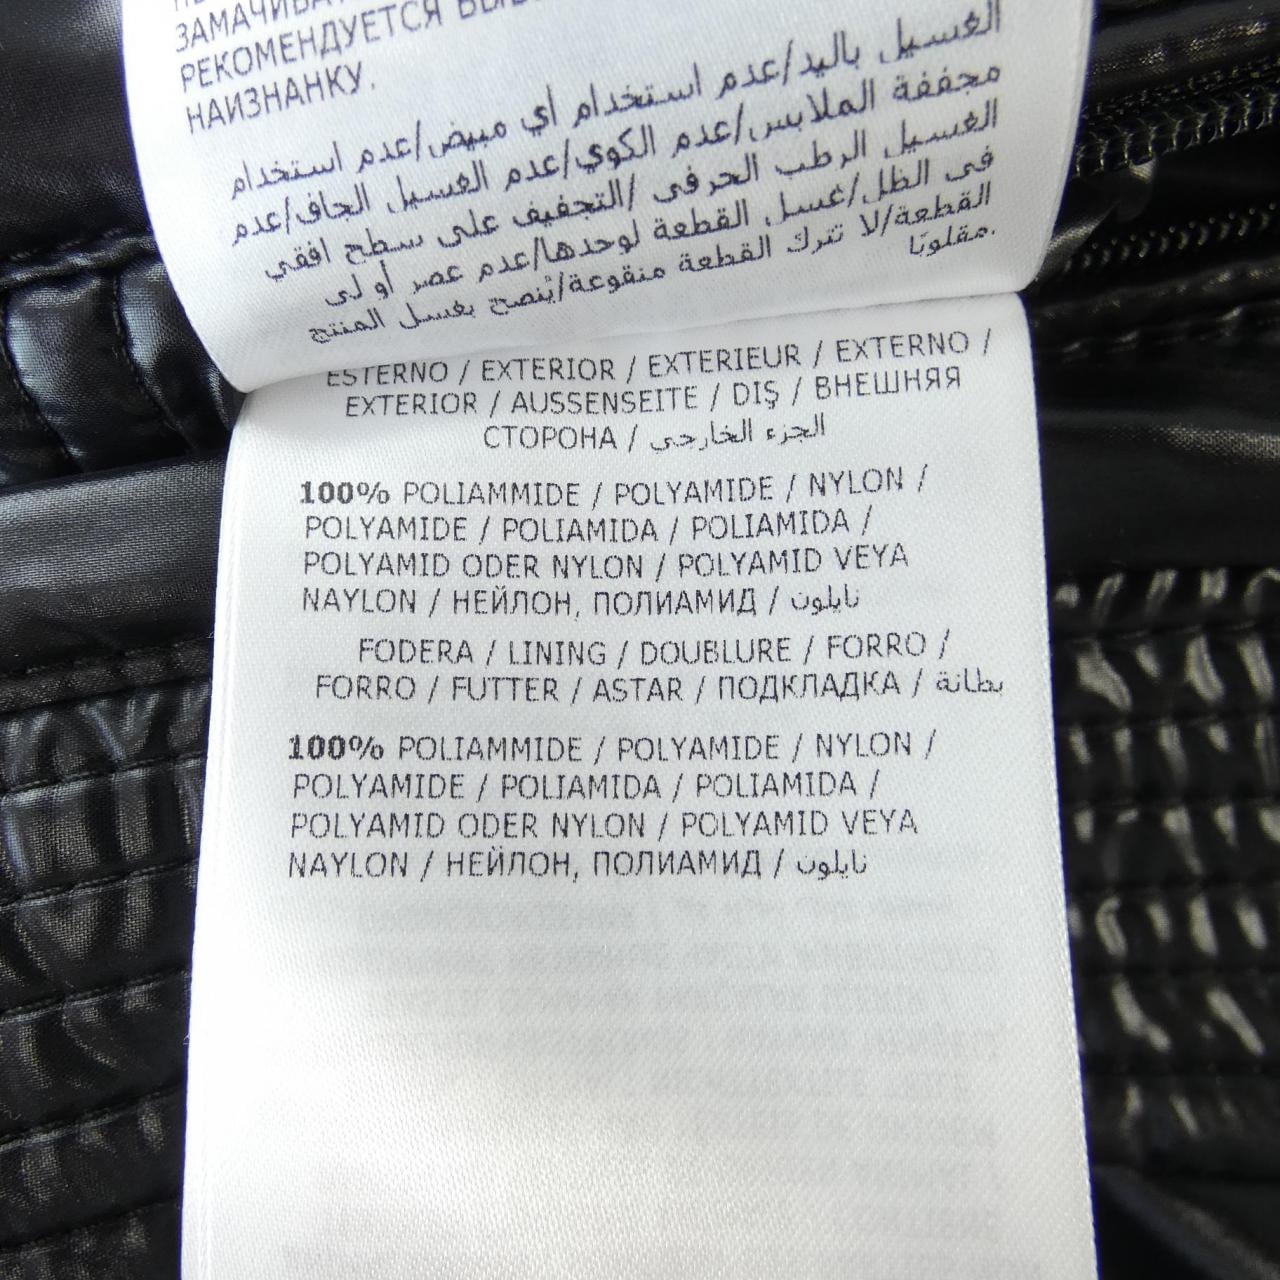 ЗАМАЧИВАТ
РЕКОМЕНДУЕТСЯ ВЫВ
НАИЗНАНКУ.
الغسيل باليد/عدم استخدام أي مبيض/عدم استخدام
مجففة الملابس/عدم الكوي/عدم الغسيل الجاف/عدم
الغسيل الرطب الحرفي /التجفيف على سطح افقي
في الظل/غسل القطعة لوحدها/عدم عصر أو لي
القطعة/لا تترك القطعة منقوعة/يُنصح بغسل المنتج
مقلوبًا.
ESTERNO / EXTERIOR / EXTERIEUR / EXTERNO /
EXTERIOR / AUSSENSEITE / DIŞ / ВНЕШНЯЯ
СТОРОНА / الجزء الخارجي
100% POLIAMMIDE / POLYAMIDE / NYLON /
POLYAMIDE / POLIAMIDA / POLIAMIDA /
POLYAMID ODER NYLON / POLYAMID VEYA
NAYLON / НЕЙЛОН, ПОЛИАМИД / نايلون
FODERA / LINING / DOUBLURE / FORRO /
FORRO / FUTTER / ASTAR / ПОДКЛАДКА / بطانة
100% POLIAMMIDE / POLYAMIDE / NYLON /
POLYAMIDE / POLIAMIDA / POLIAMIDA /
POLYAMID ODER NYLON / POLYAMID VEYA
NAYLON / НЕЙЛОН, ПОЛИАМИД / نايلون